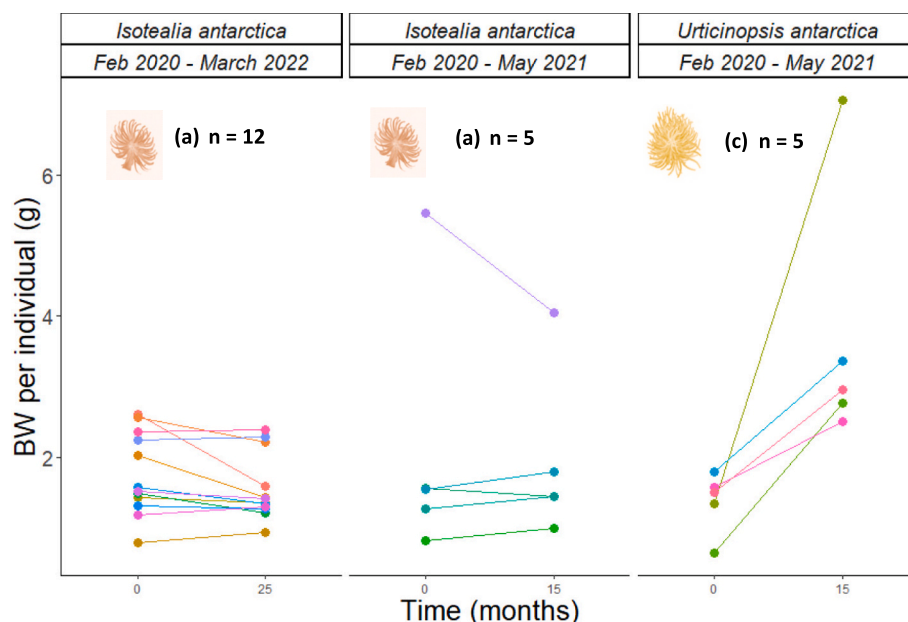 Isotealia antarctica
Isotealia antarctica
Urticinopsis antarctica
Feb 2020 - March 2022
Feb 2020 - May 2021
Feb 2020 - May 2021
(a) n = 12
(a) n = 5
(c) n = 5
BW per individual (g)
6
4
2
0
25
0
15
0
15
Time (months)